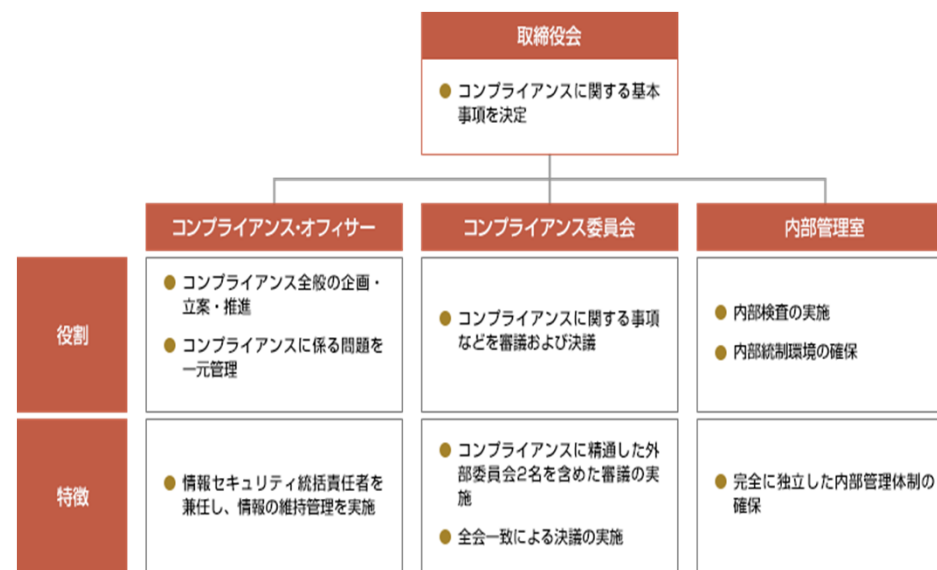 取締役会
● コンプライアンスに関する基本
事項を決定
コンプライアンス・オフィサー
コンプライアンス委員会
内部管理室
役割
● コンプライアンス全般の企画・
立案・推進
● コンプライアンスに係る問題を
一元管理
● コンプライアンスに関する事項
などを審議および決議
● 内部検査の実施
● 内部統制環境の確保
特徴
● 情報セキュリティ統括責任者を
兼任し、情報の維持管理を実施
● コンプライアンスに精通した外
部委員会2名を含めた審議の実
施
● 全会一致による決議の実施
● 完全に独立した内部管理体制の
確保